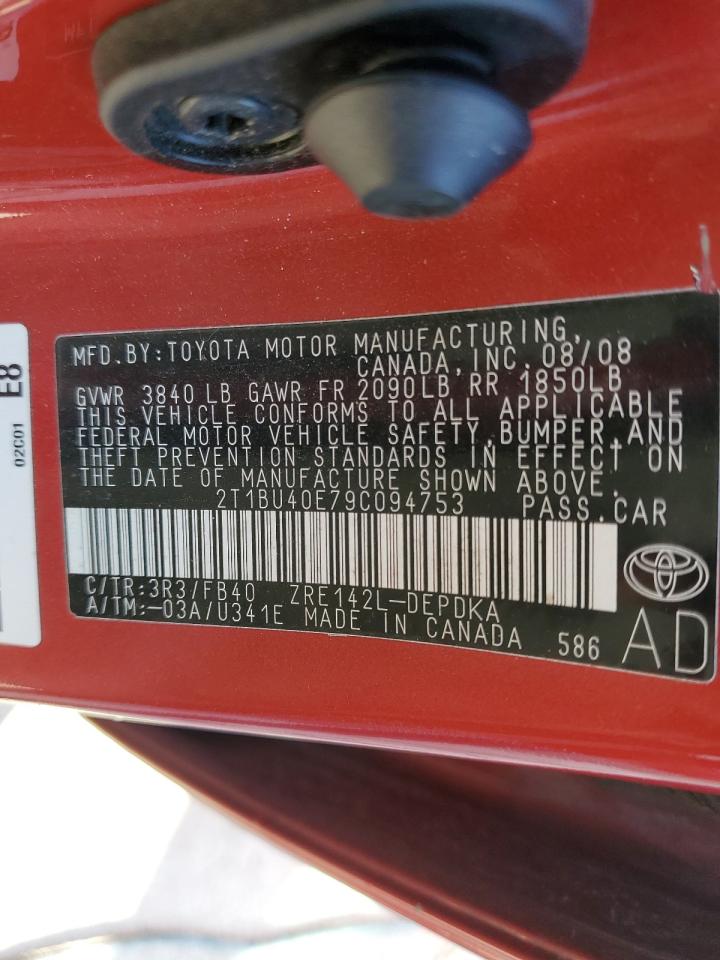 MFD.BY:TOYOTA MOTOR MANUFACTURING,
CANADA,INC. 08/08
GVWR 3840 LB GAWR FR 2090LB RR 1850LB
THIS VEHICLE CONFORMS TO ALL APPLICABLE
FEDERAL MOTOR VEHICLE SAFETY,BUMPER,AND
THEFT PREVENTION STANDARDS IN EFFECT ON
THE DATE OF MANUFACTURE SHOWN ABOVE.
2T1BU40E79C094753 PASS.CAR
C/TR:3R3/FB40 ZRE142L-DEPDKA
A/TM:-03A/U341E MADE IN CANADA 586 AD
02C01 E8